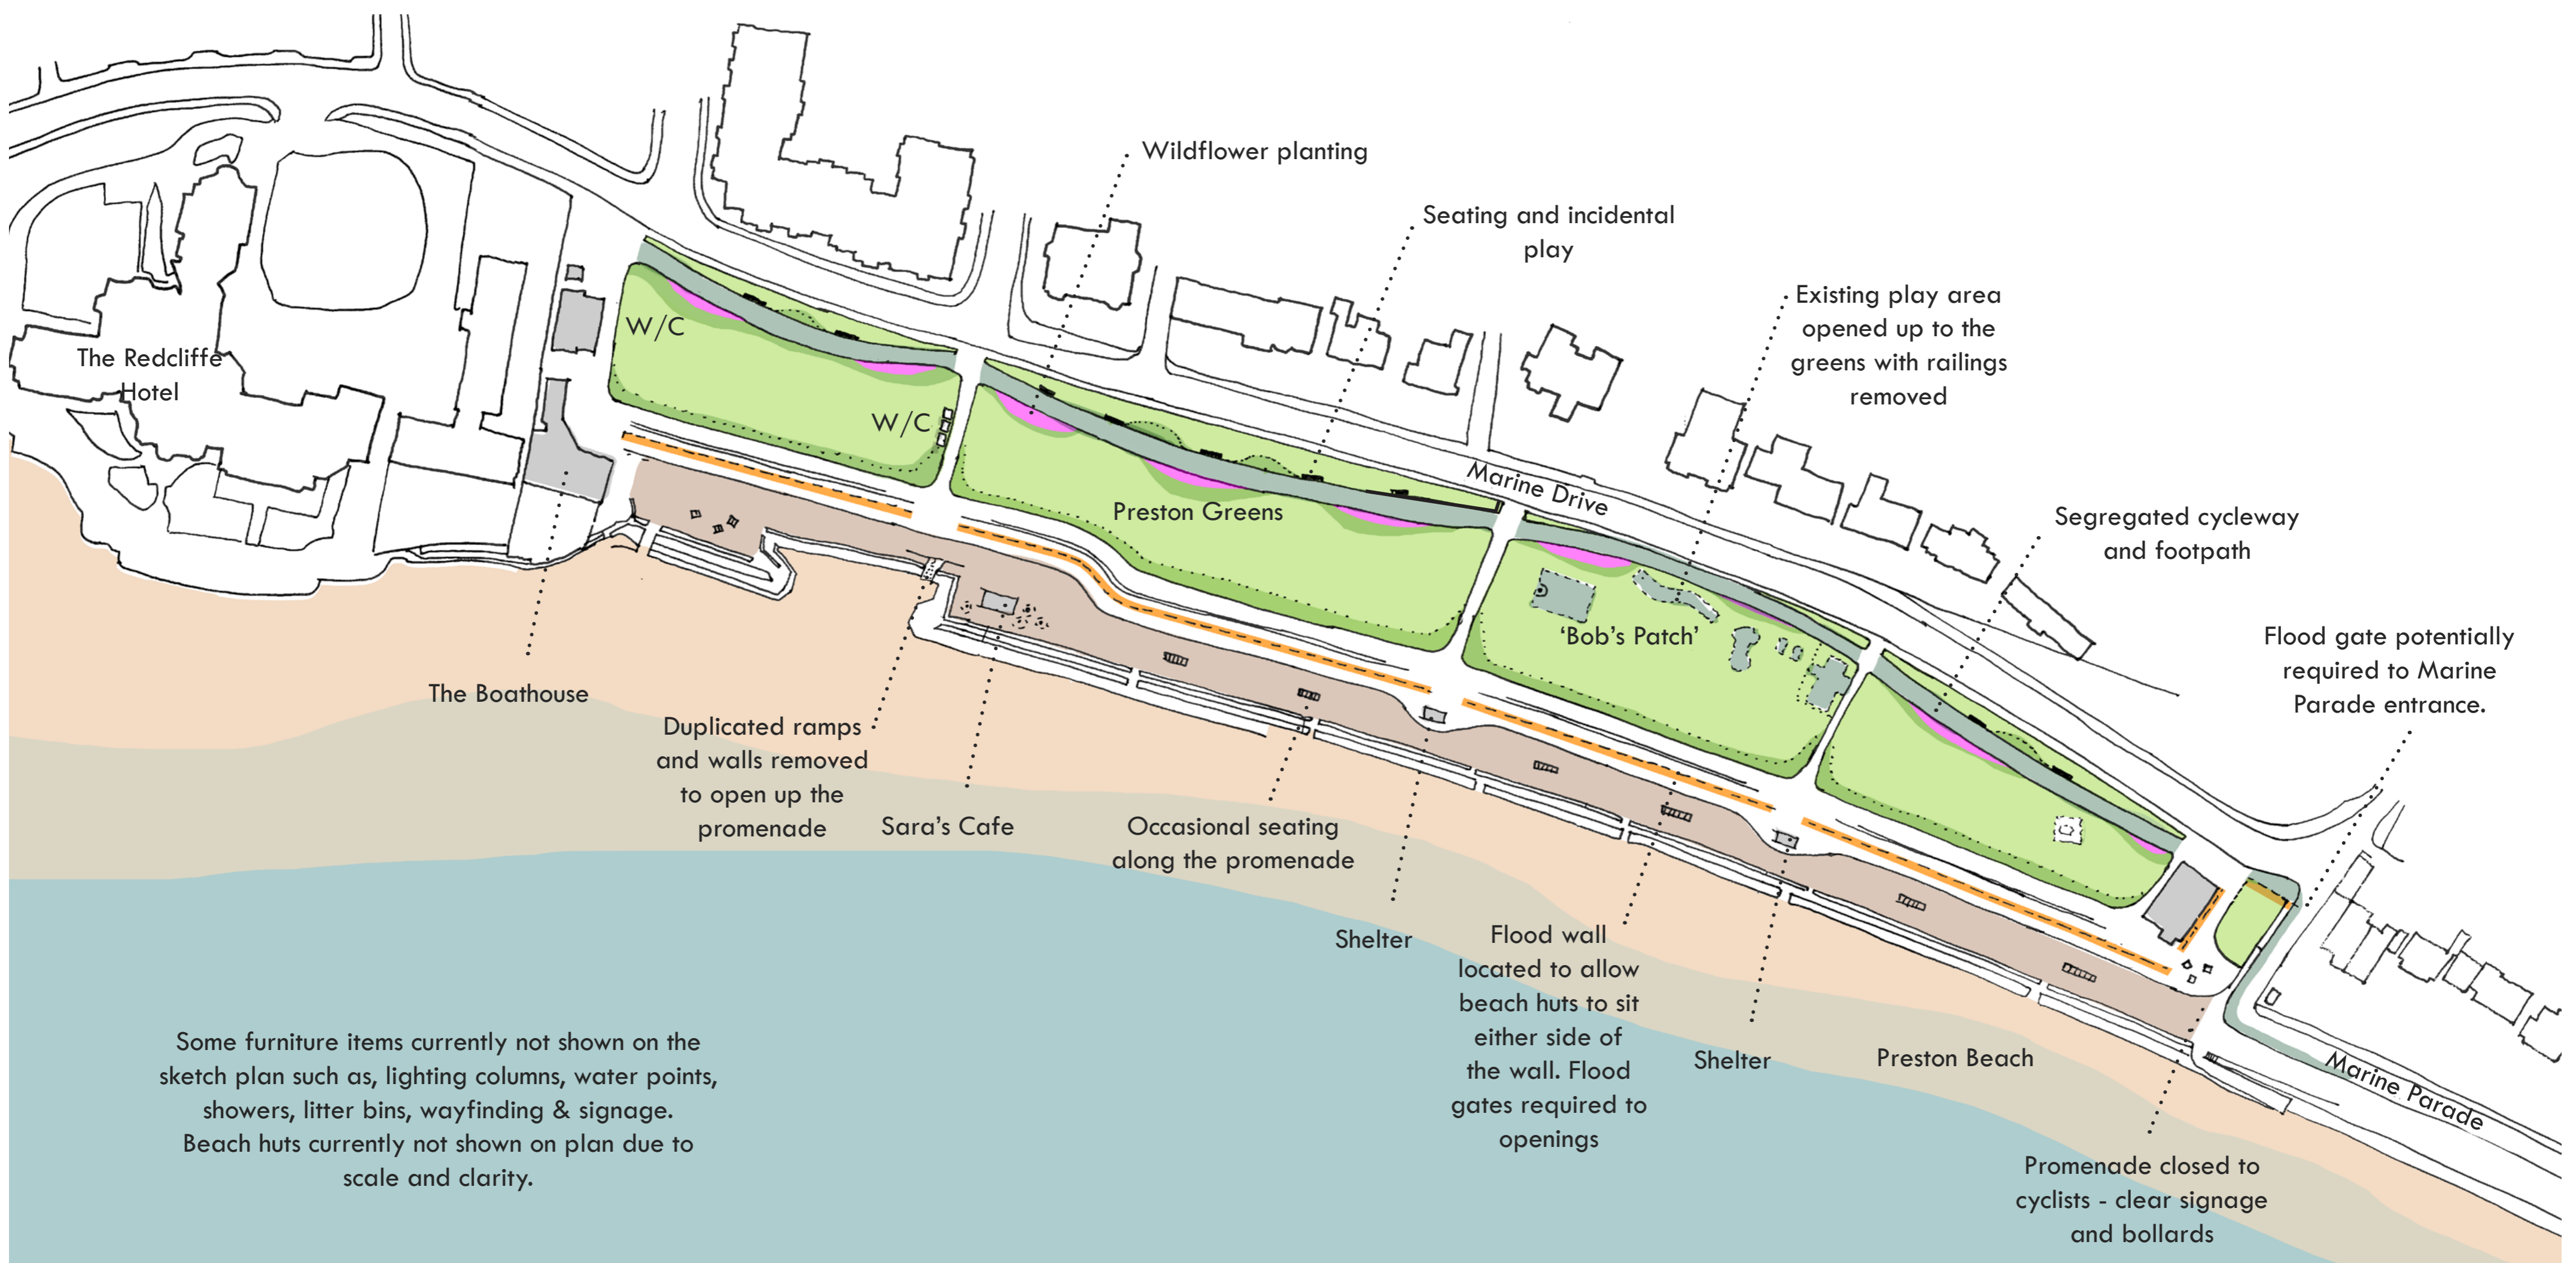 Wildflower planting
Seating and incidental
play
Existing play area
opened up to the
greens with railings
removed
W/C
The Redcliffe
Hotel
W/C
Marine Drive
Preston Greens
Segregated cycleway
and footpath
'Bob's Patch'
Flood gate potentially
required to Marine
Parade entrance.
The Boathouse
Duplicated ramps
and walls removed
to open up the
promenade
Sara's Cafe
Occasional seating
along the promenade
Shelter
Flood wall
located to allow
beach huts to sit
either side of
the wall. Flood
gates required to
openings
Shelter
Preston Beach
Marine Parade
Some furniture items currently not shown on the
sketch plan such as, lighting columns, water points,
showers, litter bins, wayfinding & signage.
Beach huts currently not shown on plan due to
scale and clarity.
Promenade closed to
cyclists - clear signage
and bollards